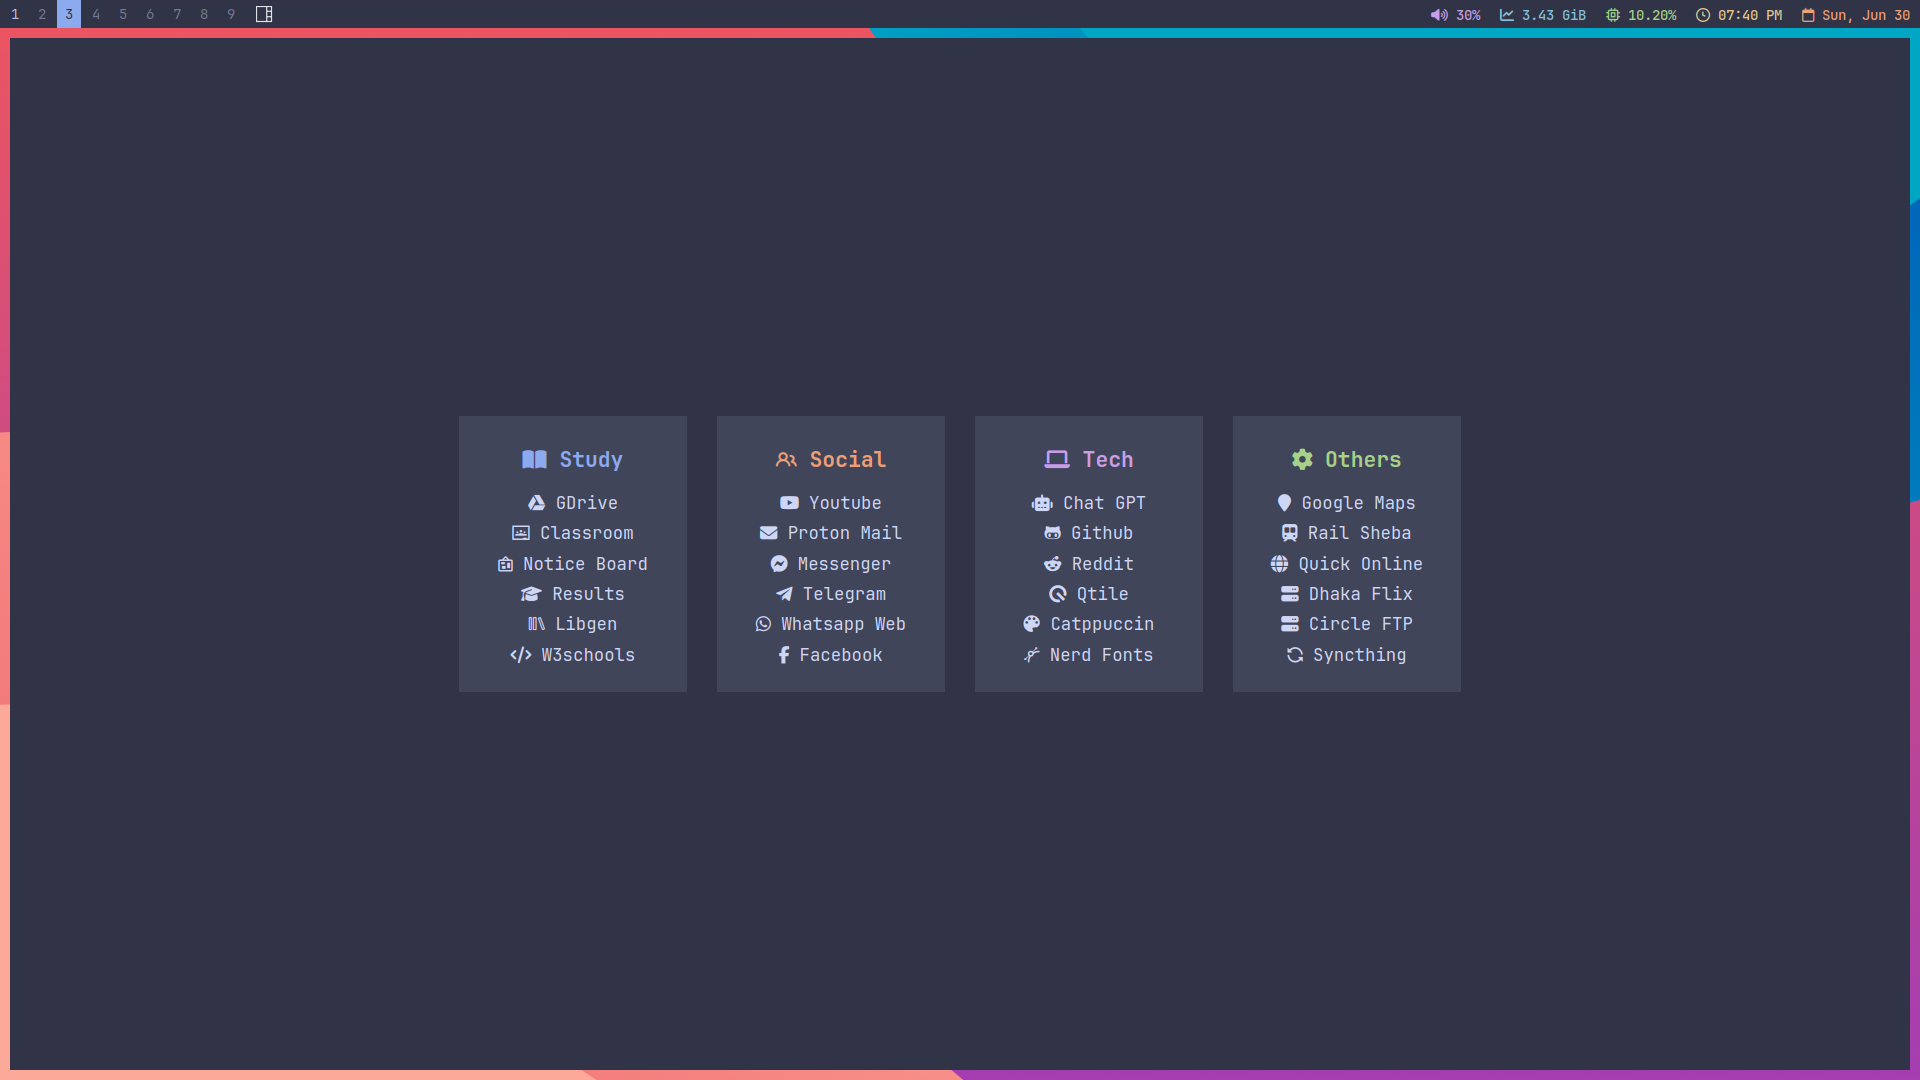 1 2 3 4 5 6 7 8 9 30% 3.43 GiB 10.20% 07:40 PM Sun, Jun 30
Study
GDrive
Classroom
Notice Board
Results
Libgen
W3schools
Social
Youtube
Proton Mail
Messenger
Telegram
Whatsapp Web
Facebook
Tech
Chat GPT
Github
Reddit
Qtile
Catppuccin
Nerd Fonts
Others
Google Maps
Rail Sheba
Quick Online
Dhaka Flix
Circle FTP
Syncthing